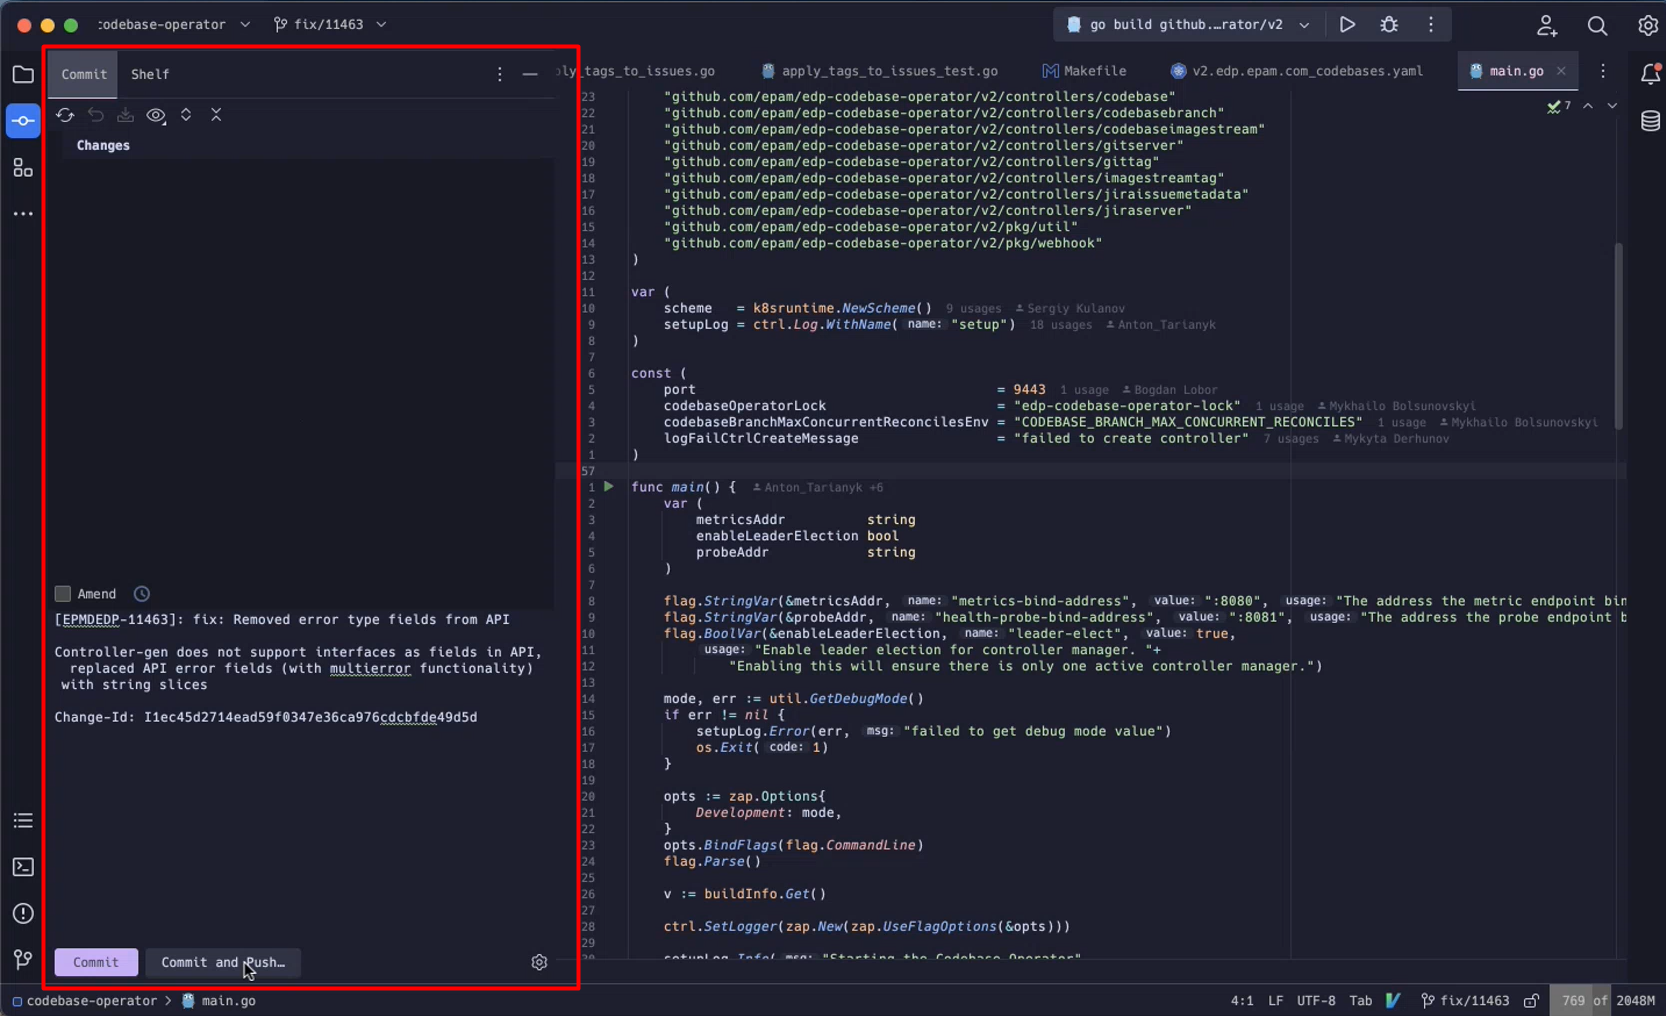 codebase-operator
fix/11463
go build github.…rator/v2
Commit
Shelf
ly_tags_to_issues.go
apply_tags_to_issues_test.go
Makefile
v2.edp.epam.com_codebases.yaml
main.go
7
Changes
Amend
[EPMDEDP-11463]: fix: Removed error type fields from API
Controller-gen does not support interfaces as fields in API,
replaced API error fields (with multierror functionality)
with string slices
Change-Id: I1ec45d2714ead59f0347e36ca976cdcbfde49d5d
Commit
Commit and Push…
23 "github.com/epam/edp-codebase-operator/v2/controllers/codebase"
22 "github.com/epam/edp-codebase-operator/v2/controllers/codebasebranch"
21 "github.com/epam/edp-codebase-operator/v2/controllers/codebaseimagestream"
20 "github.com/epam/edp-codebase-operator/v2/controllers/gitserver"
19 "github.com/epam/edp-codebase-operator/v2/controllers/gittag"
18 "github.com/epam/edp-codebase-operator/v2/controllers/imagestreamtag"
17 "github.com/epam/edp-codebase-operator/v2/controllers/jiraissuemetadata"
16 "github.com/epam/edp-codebase-operator/v2/controllers/jiraserver"
15 "github.com/epam/edp-codebase-operator/v2/pkg/util"
14 "github.com/epam/edp-codebase-operator/v2/pkg/webhook"
13 )
12
11 var (
10 scheme = k8sruntime.NewScheme() 9 usages Sergiy Kulanov
9 setupLog = ctrl.Log.WithName( name: "setup") 18 usages Anton_Tarianyk
8 )
7
6 const (
5 port = 9443 1 usage Bogdan Lobor
4 codebaseOperatorLock = "edp-codebase-operator-lock" 1 usage Mykhailo Bolsunovskyi
3 codebaseBranchMaxConcurrentReconcilesEnv = "CODEBASE_BRANCH_MAX_CONCURRENT_RECONCILES" 1 usage Mykhailo Bolsunovskyi
2 logFailCtrlCreateMessage = "failed to create controller" 7 usages Mykyta Derhunov
1 )
57
1 func main() { Anton_Tarianyk +6
2 var (
3 metricsAddr string
4 enableLeaderElection bool
5 probeAddr string
6 )
7
8 flag.StringVar(&metricsAddr, name: "metrics-bind-address", value: ":8080", usage: "The address the metric endpoint bin
9 flag.StringVar(&probeAddr, name: "health-probe-bind-address", value: ":8081", usage: "The address the probe endpoint b
10 flag.BoolVar(&enableLeaderElection, name: "leader-elect", value: true,
11 usage: "Enable leader election for controller manager. "+
12 "Enabling this will ensure there is only one active controller manager.")
13
14 mode, err := util.GetDebugMode()
15 if err != nil {
16 setupLog.Error(err, msg: "failed to get debug mode value")
17 os.Exit( code: 1)
18 }
19
20 opts := zap.Options{
21 Development: mode,
22 }
23 opts.BindFlags(flag.CommandLine)
24 flag.Parse()
25
26 v := buildInfo.Get()
27
28 ctrl.SetLogger(zap.New(zap.UseFlagOptions(&opts)))
29
setupLog.Info( msg: "Starting the Codebase Operator"
codebase-operator > main.go
4:1 LF UTF-8 Tab fix/11463 769 of 2048M